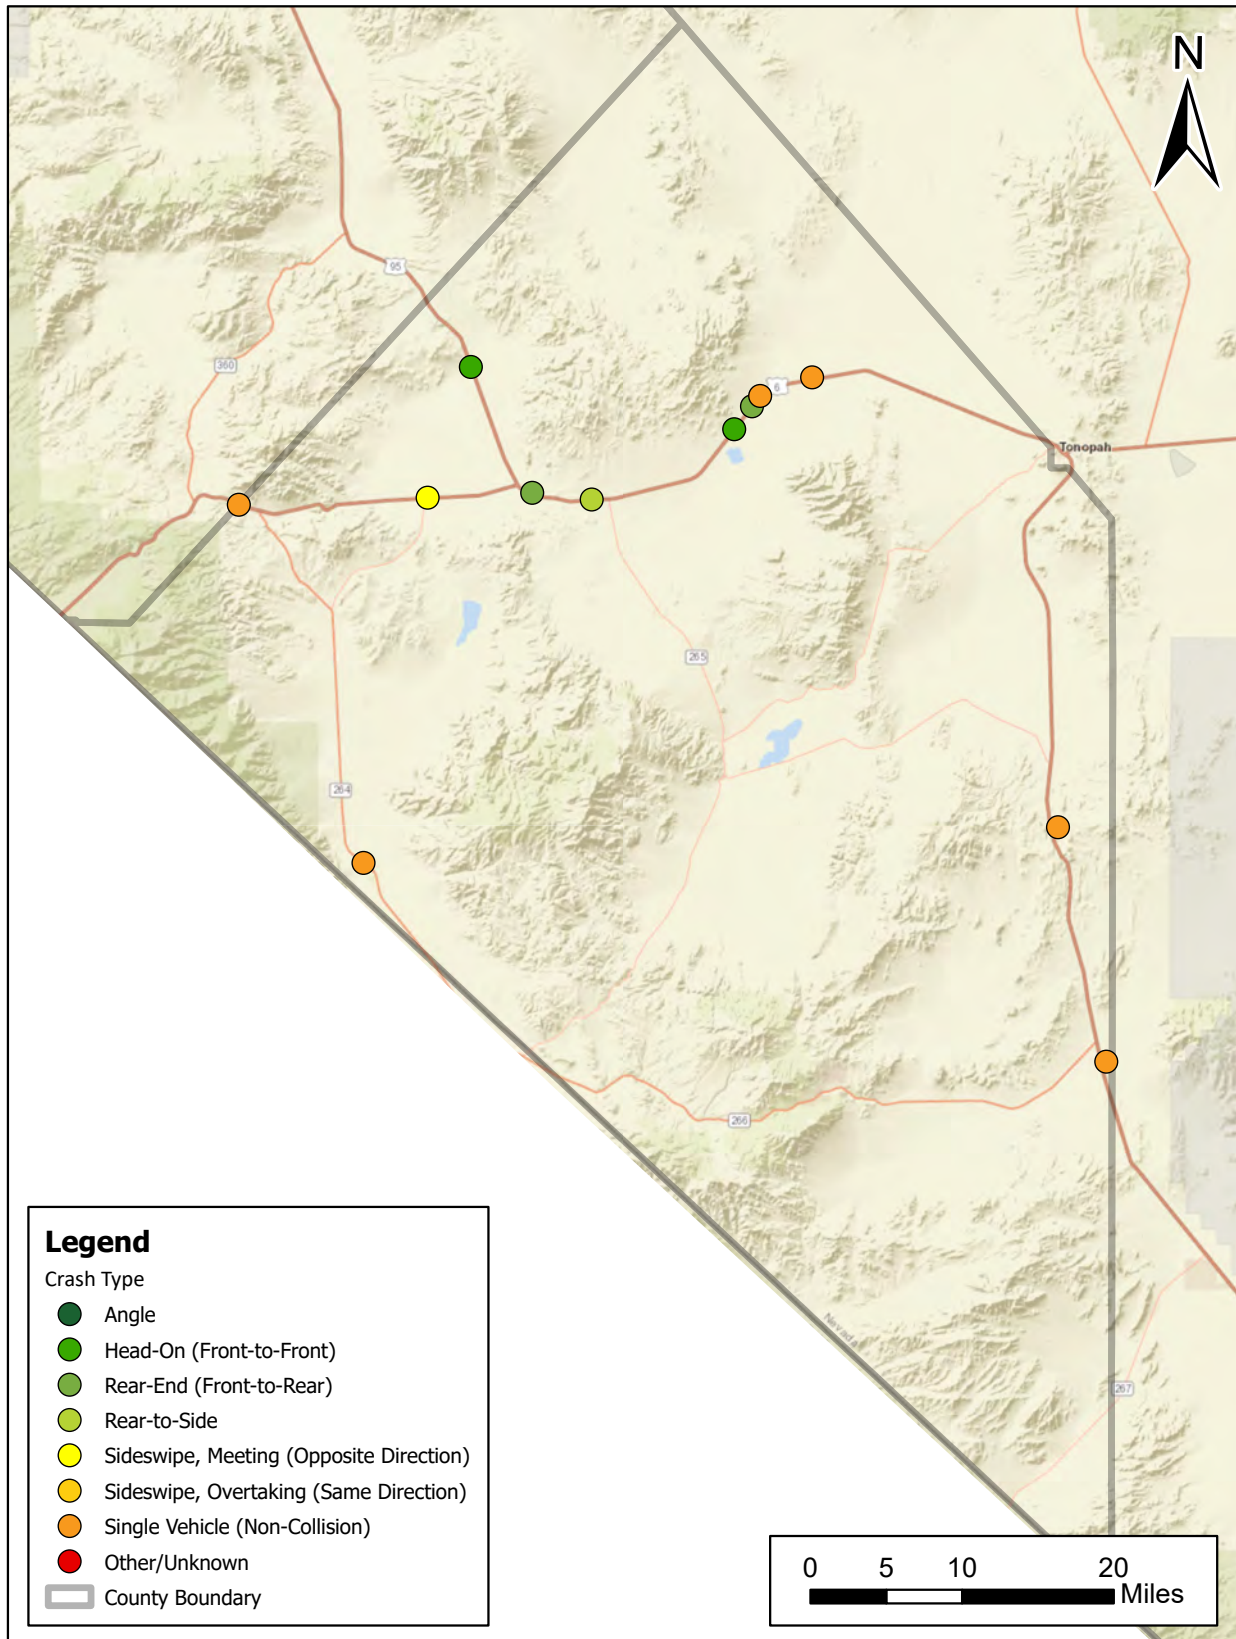 N
95
360
6
Tonopah
265
264
266
Nevada
267
Legend
Crash Type
Angle
Head-On (Front-to-Front)
Rear-End (Front-to-Rear)
Rear-to-Side
Sideswipe, Meeting (Opposite Direction)
Sideswipe, Overtaking (Same Direction)
Single Vehicle (Non-Collision)
Other/Unknown
County Boundary
0 5 10 20
Miles